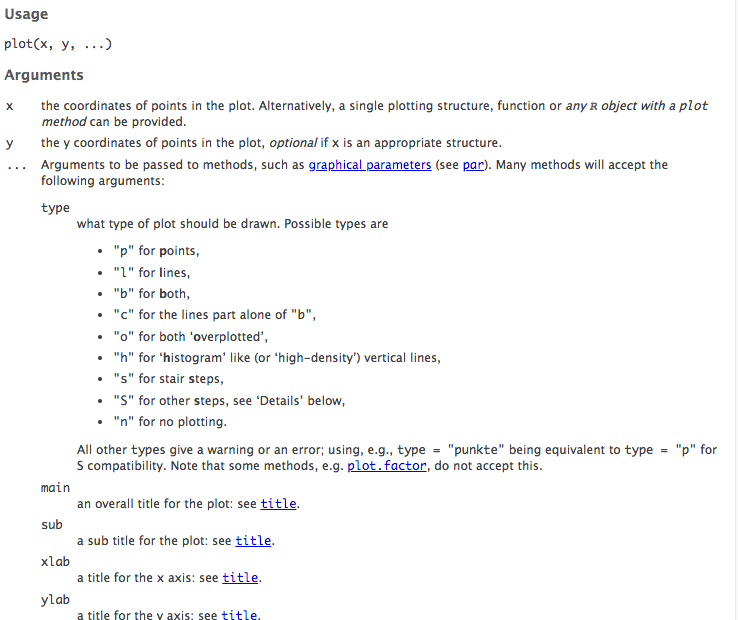 Usage
plot(x, y, ...)
Arguments
x the coordinates of points in the plot. Alternatively, a single plotting structure, function or any R object with a plot
method can be provided.
y the y coordinates of points in the plot, optional if x is an appropriate structure.
... Arguments to be passed to methods, such as graphical parameters (see par). Many methods will accept the
following arguments:
type
what type of plot should be drawn. Possible types are
• "p" for points,
• "l" for lines,
• "b" for both,
• "c" for the lines part alone of "b",
• "o" for both ‘overplotted’,
• "h" for ‘histogram’ like (or ‘high-density’) vertical lines,
• "s" for stair steps,
• "S" for other steps, see ‘Details’ below,
• "n" for no plotting.
All other types give a warning or an error; using, e.g., type = "punkte" being equivalent to type = "p" for
S compatibility. Note that some methods, e.g. plot.factor, do not accept this.
main
an overall title for the plot: see title.
sub
a sub title for the plot: see title.
xlab
a title for the x axis: see title.
ylab
a title for the y axis: see title.